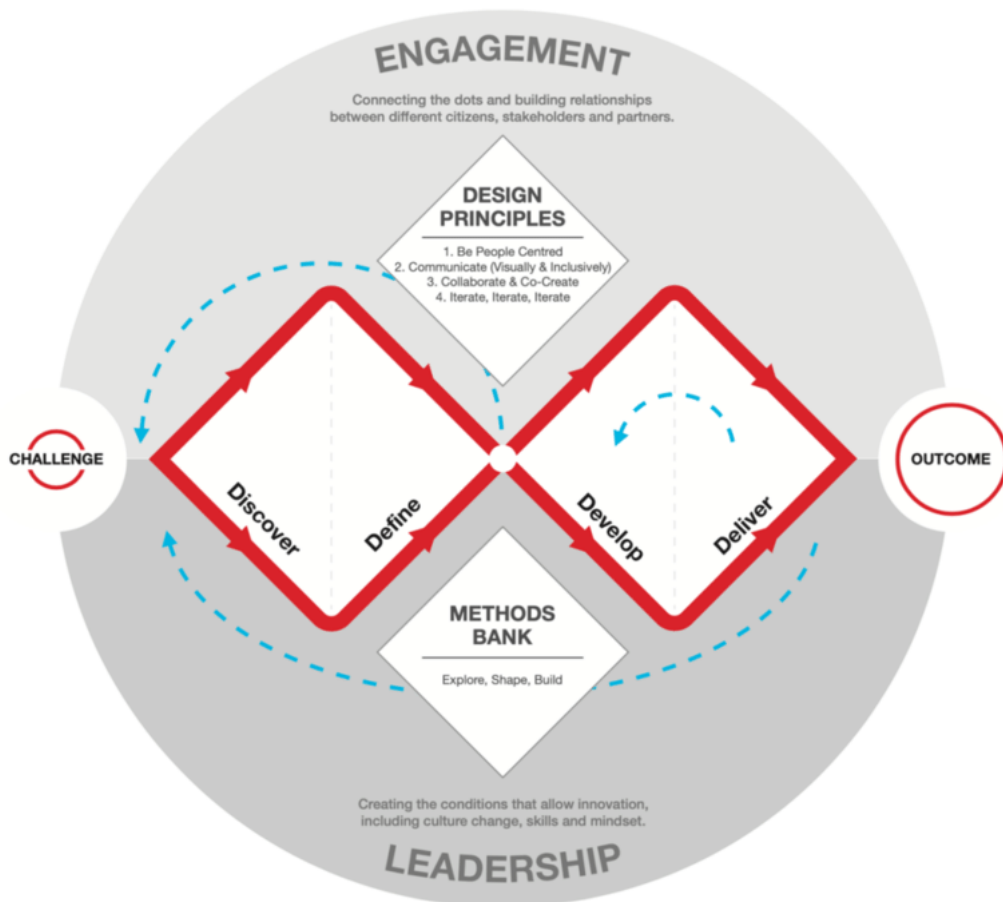 ENGAGEMENT
Connecting the dots and building relationships
between different citizens, stakeholders and partners.
DESIGN
PRINCIPLES
1. Be People Centred
2. Communicate (Visually & Inclusively)
3. Collaborate & Co-Create
4. Iterate, Iterate, Iterate
CHALLENGE
Discover
Define
Develop
Deliver
OUTCOME
METHODS
BANK
Explore, Shape, Build
Creating the conditions that allow innovation,
including culture change, skills and mindset.
LEADERSHIP